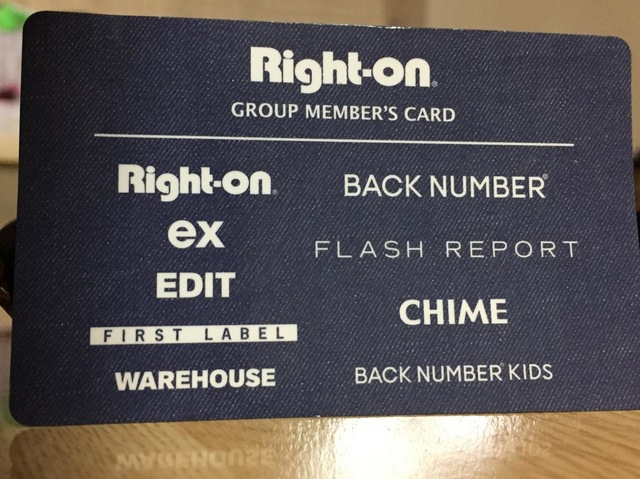 Right-on.
GROUP MEMBER'S CARD
Right-on.
ex
EDIT
FIRST LABEL
WAREHOUSE
BACK NUMBER®
FLASH REPORT
CHIME
BACK NUMBER® KIDS